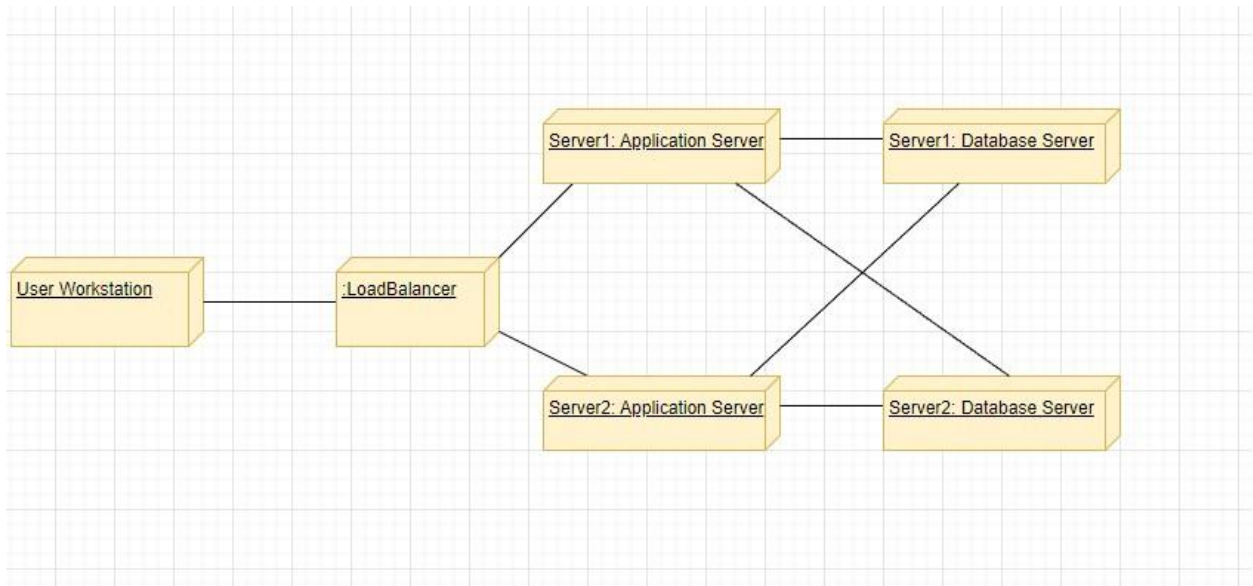 Server1: Application Server
Server1: Database Server
User Workstation
:LoadBalancer
Server2: Application Server
Server2: Database Server